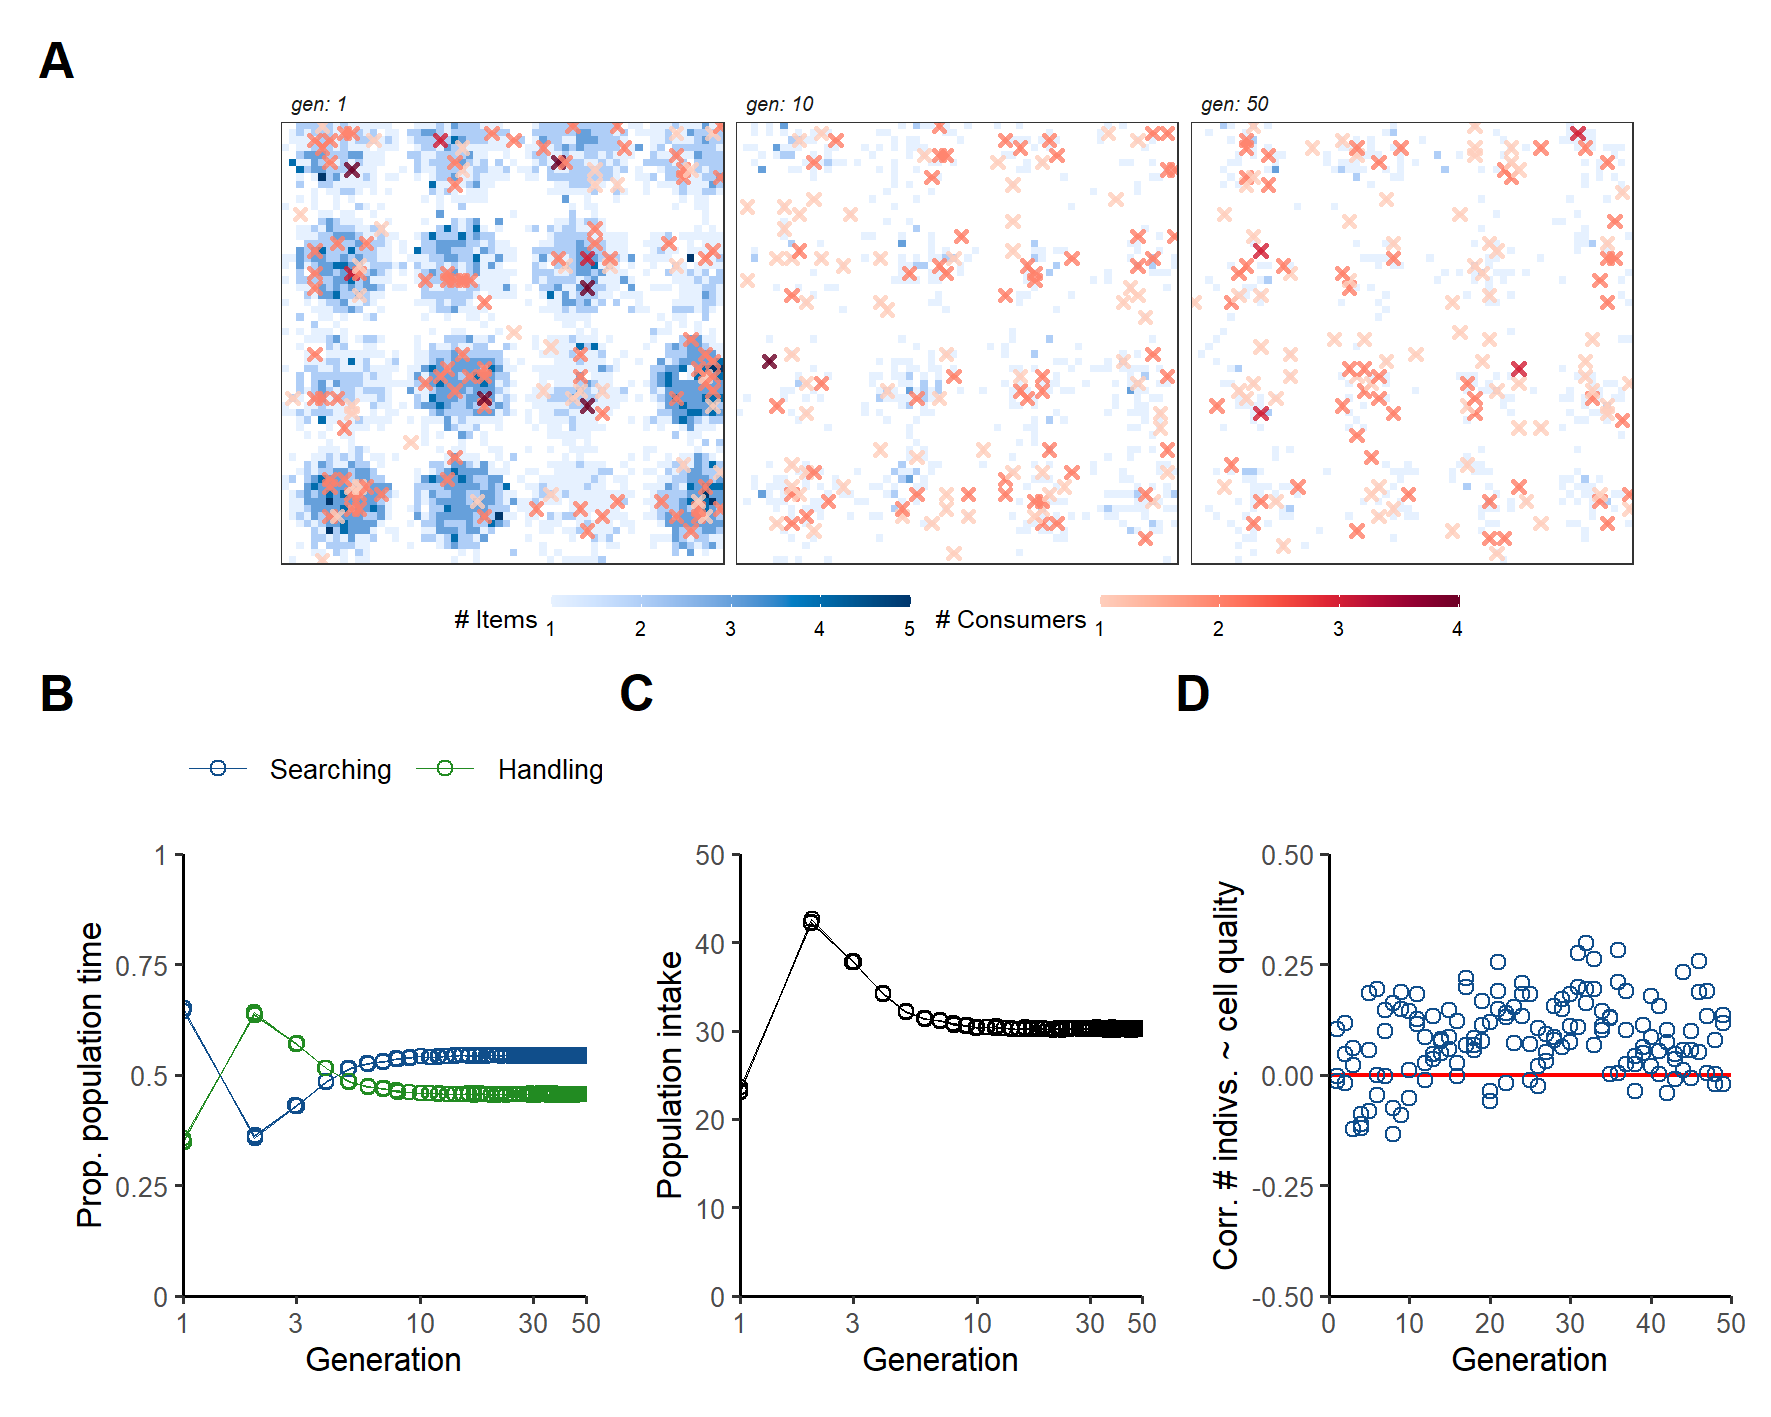 A
gen: 1
gen: 10
gen: 50
# Items
1 2 3 4 5
# Consumers
1 2 3 4
B
Searching
Handling
Prop. population time
1
0.75
0.5
0.25
0
1 3 10 30 50
Generation
C
Population intake
50
40
30
20
10
0
1 3 10 30 50
Generation
D
Corr. # indivs. ~ cell quality
0.50
0.25
0.00
-0.25
-0.50
0 10 20 30 40 50
Generation